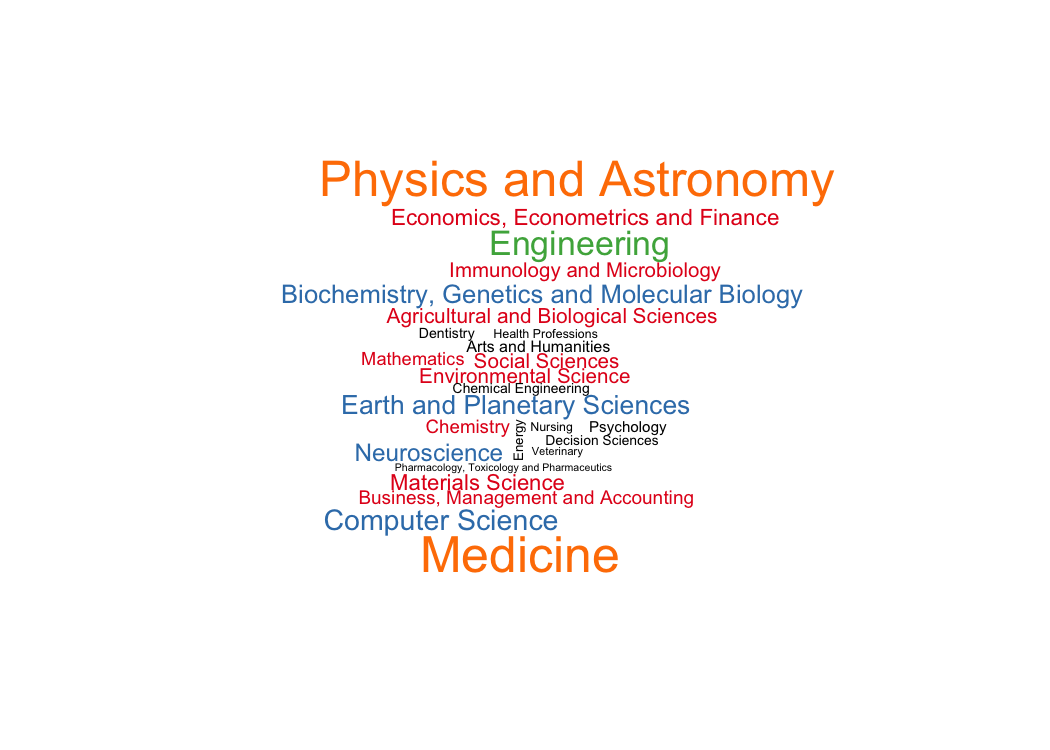 Physics and Astronomy
Economics, Econometrics and Finance
Engineering
Immunology and Microbiology
Biochemistry, Genetics and Molecular Biology
Agricultural and Biological Sciences
Dentistry Health Professions
Arts and Humanities
Mathematics Social Sciences
Environmental Science
Chemical Engineering
Earth and Planetary Sciences
Chemistry Energy Nursing Psychology
Decision Sciences
Neuroscience Veterinary
Pharmacology, Toxicology and Pharmaceutics
Materials Science
Business, Management and Accounting
Computer Science
Medicine